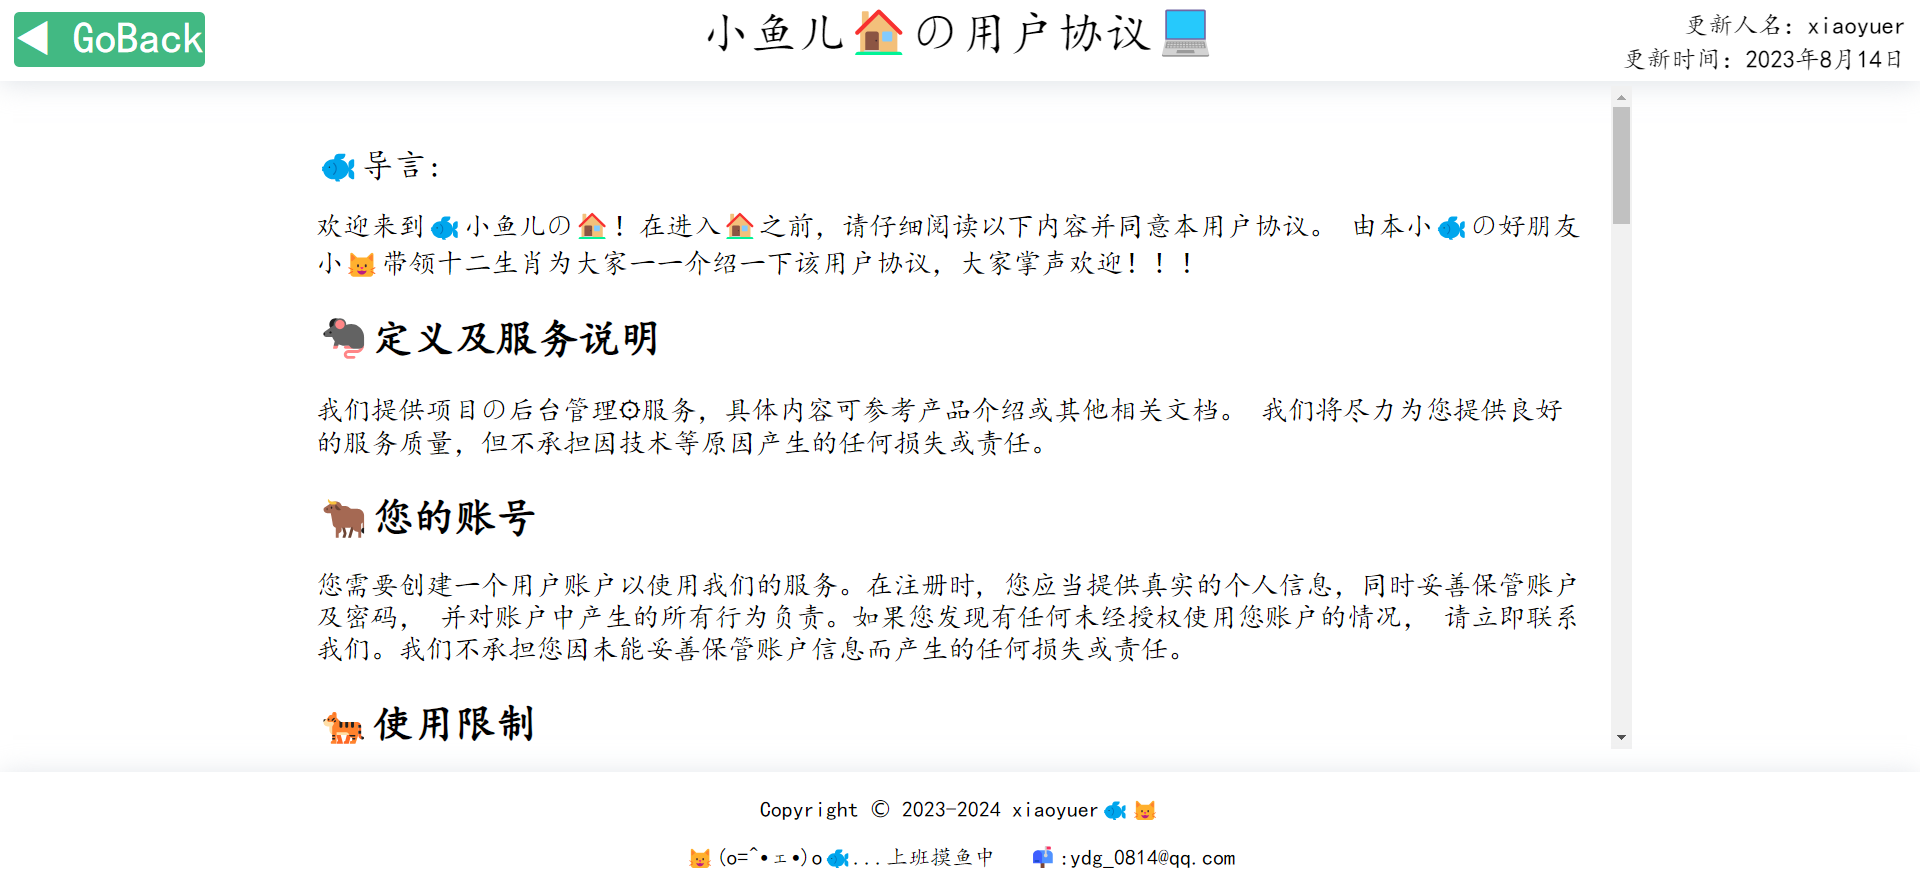 ◀ GoBack
小鱼儿🏠の用户协议💻
更新人名：xiaoyuer
更新时间：2023年8月14日
🐟导言：
欢迎来到🐟小鱼儿の🏠！在进入🏠之前，请仔细阅读以下内容并同意本用户协议。 由本小🐟の好朋友
小😺带领十二生肖为大家一一介绍一下该用户协议，大家掌声欢迎！！！
🐀定义及服务说明
我们提供项目の后台管理⚙服务，具体内容可参考产品介绍或其他相关文档。 我们将尽力为您提供良好
的服务质量，但不承担因技术等原因产生的任何损失或责任。
🐂您的账号
您需要创建一个用户账户以使用我们的服务。在注册时，您应当提供真实的个人信息，同时妥善保管账户
及密码， 并对账户中产生的所有行为负责。如果您发现有任何未经授权使用您账户的情况， 请立即联系
我们。我们不承担您因未能妥善保管账户信息而产生的任何损失或责任。
🐅使用限制
Copyright © 2023-2024 xiaoyuer🐟😺
😺(o=^•ェ•)o🐟...上班摸鱼中 📫:ydg_0814@qq.com